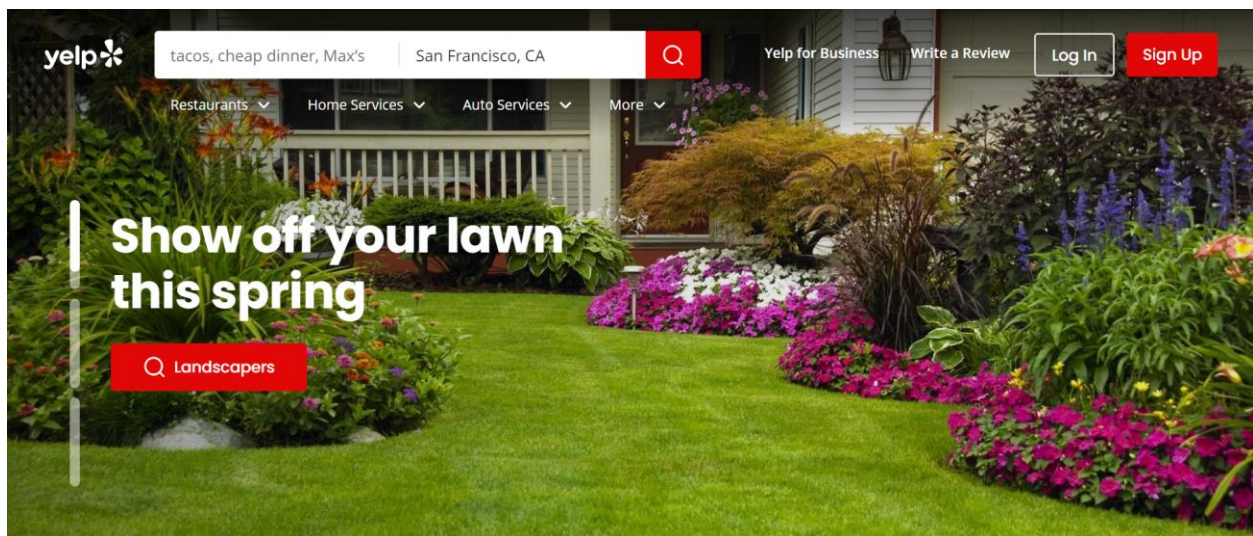 yelp
tacos, cheap dinner, Max's
San Francisco, CA
Yelp for Business
Write a Review
Log In
Sign Up
Restaurants
Home Services
Auto Services
More
Show off your lawn
this spring
Landscapers